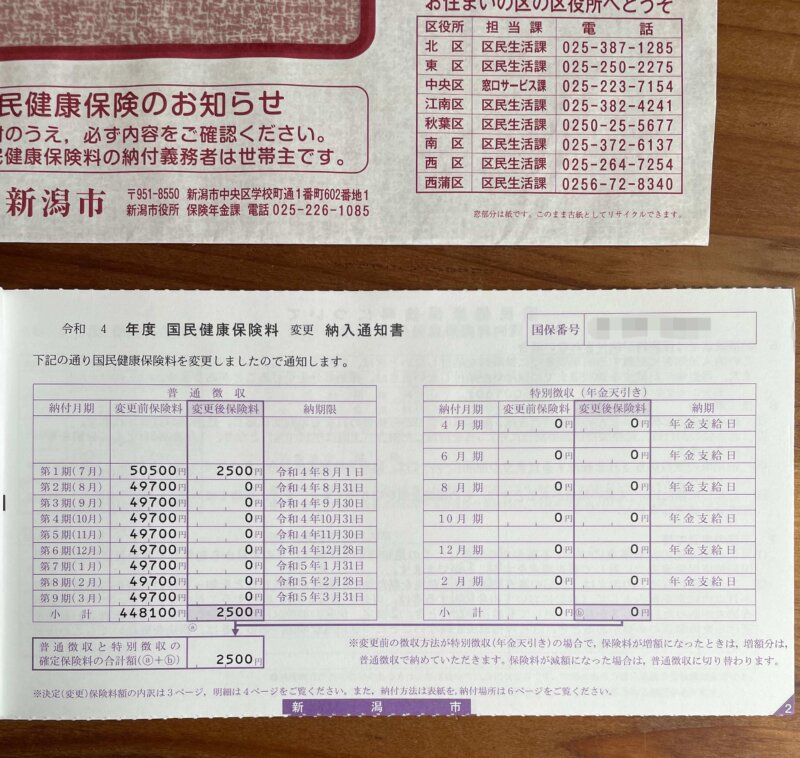 お住まいの区の区役所へどうぞ
区役所 担当課 電話
北区 区民生活課 025-387-1285
東区 区民生活課 025-250-2275
中央区 窓口サービス課 025-223-7154
江南区 区民生活課 025-382-4241
秋葉区 区民生活課 0250-25-5677
南区 区民生活課 025-372-6137
西区 区民生活課 025-264-7254
西蒲区 区民生活課 0256-72-8340
民健康保険のお知らせ
付のうえ，必ず内容をご確認ください。
民健康保険料の納付義務者は世帯主です。
新潟市 〒951-8550 新潟市中央区学校町通1番町602番地1
新潟市役所 保険年金課 電話 025-226-1085
窓部分は紙です。このまま古紙としてリサイクルできます。
令和 4 年度 国民健康保険料 変更 納入通知書
国保番号
下記の通り国民健康保険料を変更しましたので通知します。
普通徴収
納付月期 変更前保険料 変更後保険料 納期限
第1期(7月) 50500円 2500円 令和4年8月1日
第2期(8月) 49700円 0円 令和4年8月31日
第3期(9月) 49700円 0円 令和4年9月30日
第4期(10月) 49700円 0円 令和4年10月31日
第5期(11月) 49700円 0円 令和4年11月30日
第6期(12月) 49700円 0円 令和4年12月28日
第7期(1月) 49700円 0円 令和5年1月31日
第8期(2月) 49700円 0円 令和5年2月28日
第9期(3月) 49700円 0円 令和5年3月31日
小計 448100円 2500円
ⓐ
普通徴収と特別徴収の
確定保険料の合計額(ⓐ+ⓑ) 2500円
特別徴収(年金天引き)
納付月期 変更前保険料 変更後保険料 納期
4月期 0円 0円 年金支給日
6月期 0円 0円 年金支給日
8月期 0円 0円 年金支給日
10月期 0円 0円 年金支給日
12月期 0円 0円 年金支給日
2月期 0円 0円 年金支給日
小計 0円 ⓑ 0円
※変更前の徴収方法が特別徴収(年金天引き)の場合で，保険料が増額になったときは，増額分は，
普通徴収で納めていただきます。保険料が減額になった場合は，普通徴収に切り替わります。
※決定(変更)保険料額の内訳は3ページ，明細は4ページをご覧ください。また，納付方法は表紙を，納付場所は6ページをご覧ください。
新潟市
2